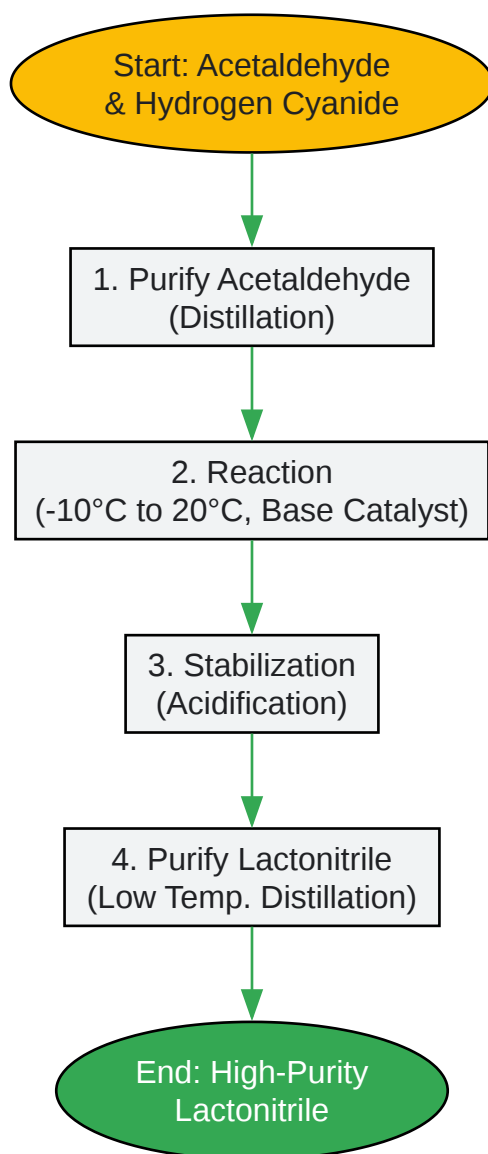 Start: Acetaldehyde
& Hydrogen Cyanide
1. Purify Acetaldehyde
(Distillation)
2. Reaction
(-10°C to 20°C, Base Catalyst)
3. Stabilization
(Acidification)
4. Purify Lactonitrile
(Low Temp. Distillation)
End: High-Purity
Lactonitrile